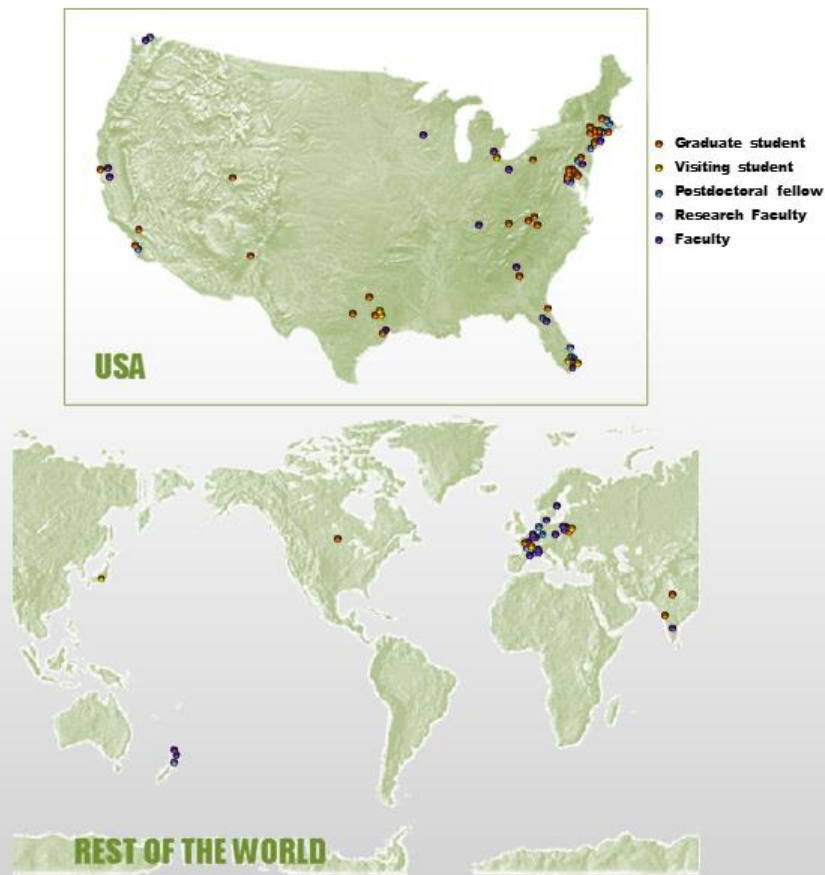 Graduate student
Visiting student
Postdoctoral fellow
Research Faculty
Faculty
USA
REST OF THE WORLD